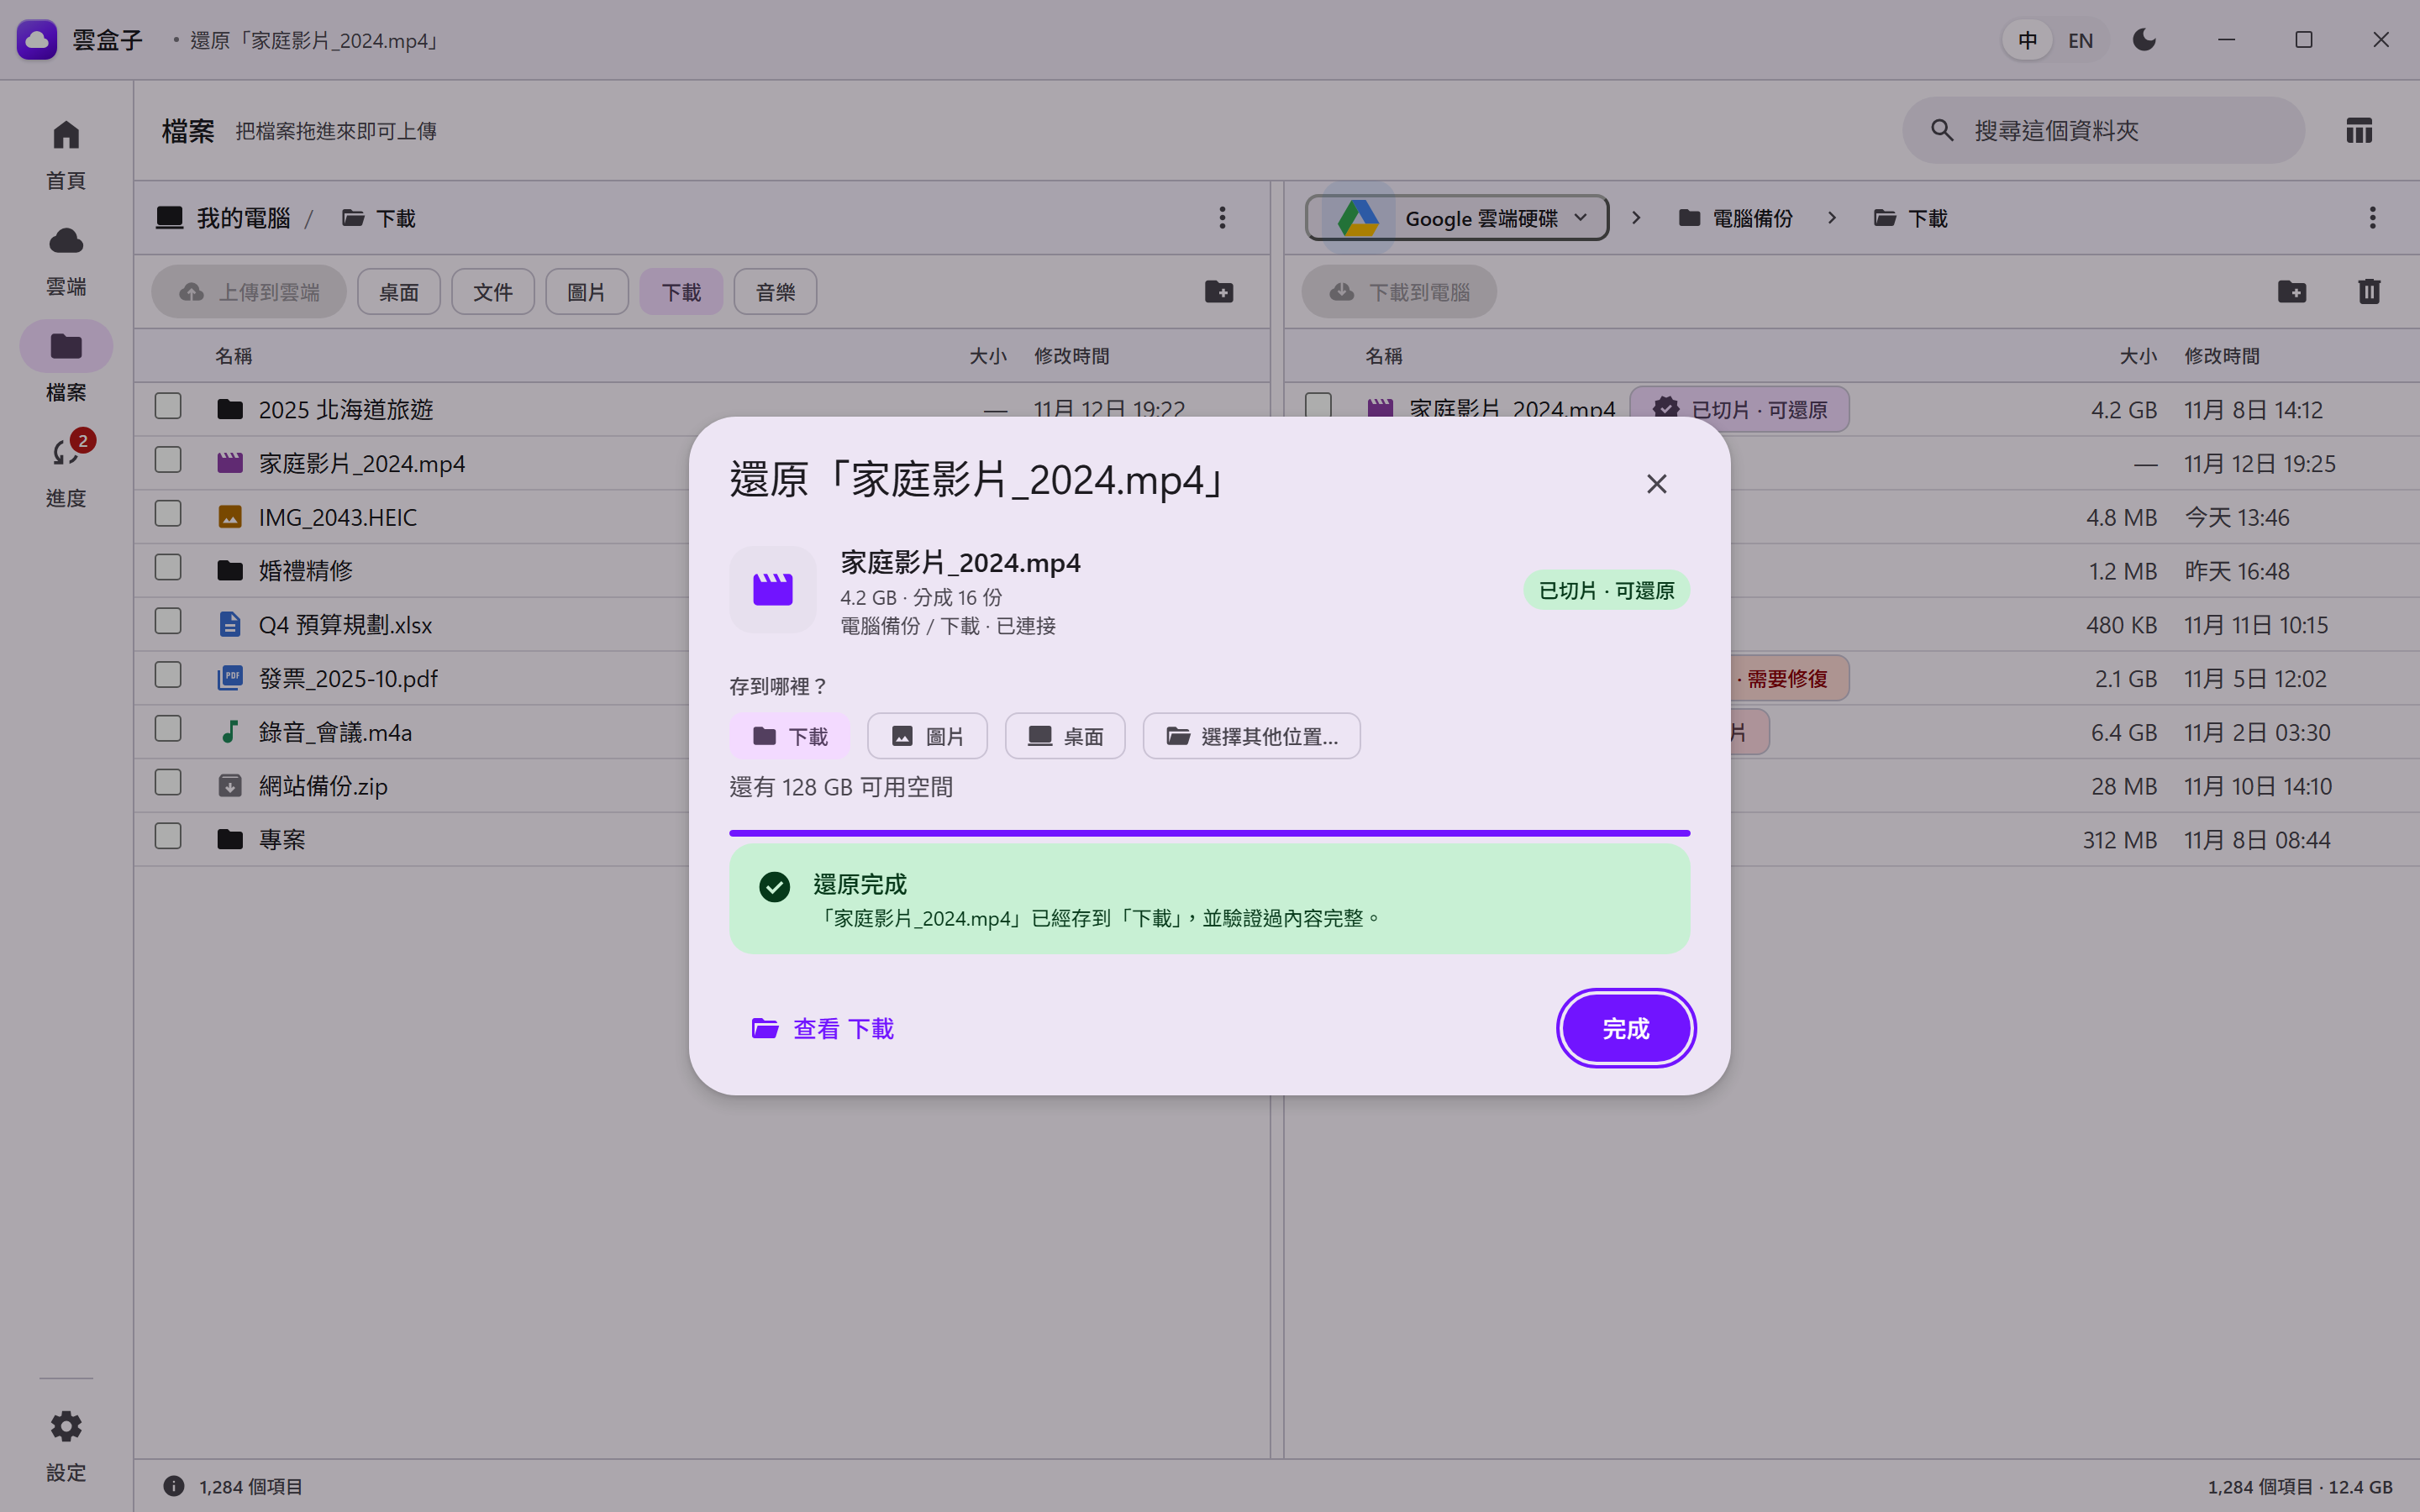 雲盒子 • 還原「家庭影片_2024.mp4」
中 EN
首頁
雲端
檔案
2
進度
設定
檔案 把檔案拖進來即可上傳
搜尋這個資料夾
我的電腦 / 下載
上傳到雲端 桌面 文件 圖片 下載 音樂
名稱 大小 修改時間
2025 北海道旅遊 — 11月 12日 19:22
家庭影片_2024.mp4
IMG_2043.HEIC
婚禮精修
Q4 預算規劃.xlsx
PDF 發票_2025-10.pdf
錄音_會議.m4a
網站備份.zip
專案
Google 雲端硬碟 › 電腦備份 › 下載
下載到電腦
名稱 大小 修改時間
家庭影片_2024.mp4 已切片 · 可還原 4.2 GB 11月 8日 14:12
— 11月 12日 19:25
4.8 MB 今天 13:46
1.2 MB 昨天 16:48
480 KB 11月 11日 10:15
· 需要修復 2.1 GB 11月 5日 12:02
片 6.4 GB 11月 2日 03:30
28 MB 11月 10日 14:10
312 MB 11月 8日 08:44
還原「家庭影片_2024.mp4」
家庭影片_2024.mp4
4.2 GB · 分成 16 份
電腦備份 / 下載 · 已連接
已切片 · 可還原
存到哪裡？
下載 圖片 桌面 選擇其他位置...
還有 128 GB 可用空間
還原完成
「家庭影片_2024.mp4」已經存到「下載」，並驗證過內容完整。
查看 下載
完成
1,284 個項目
1,284 個項目 · 12.4 GB